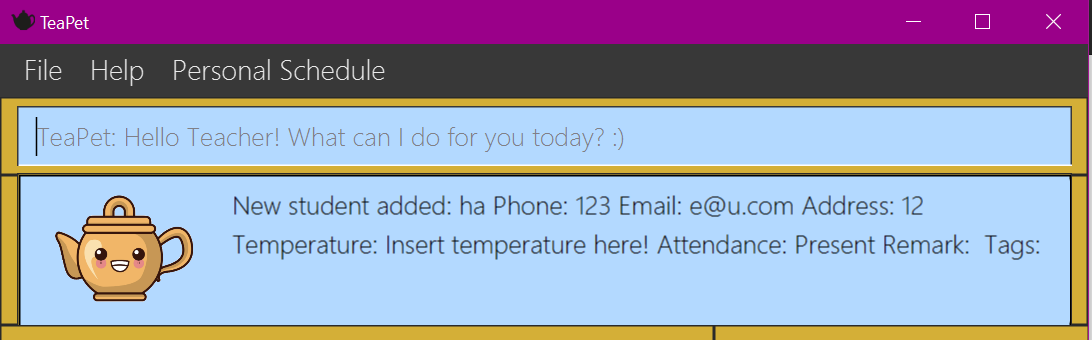 TeaPet
File Help Personal Schedule
TeaPet: Hello Teacher! What can I do for you today? :)
New student added: ha Phone: 123 Email: e@u.com Address: 12
Temperature: Insert temperature here! Attendance: Present Remark:  Tags: